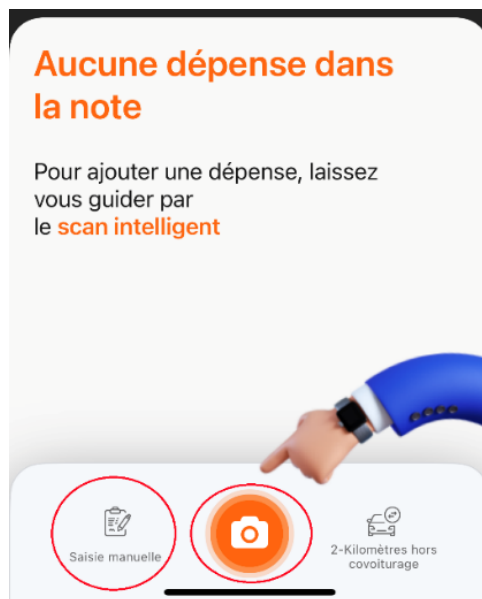 Aucune dépense dans
la note
Pour ajouter une dépense, laissez
vous guider par
le scan intelligent
Saisie manuelle
2-Kilomètres hors
covoiturage